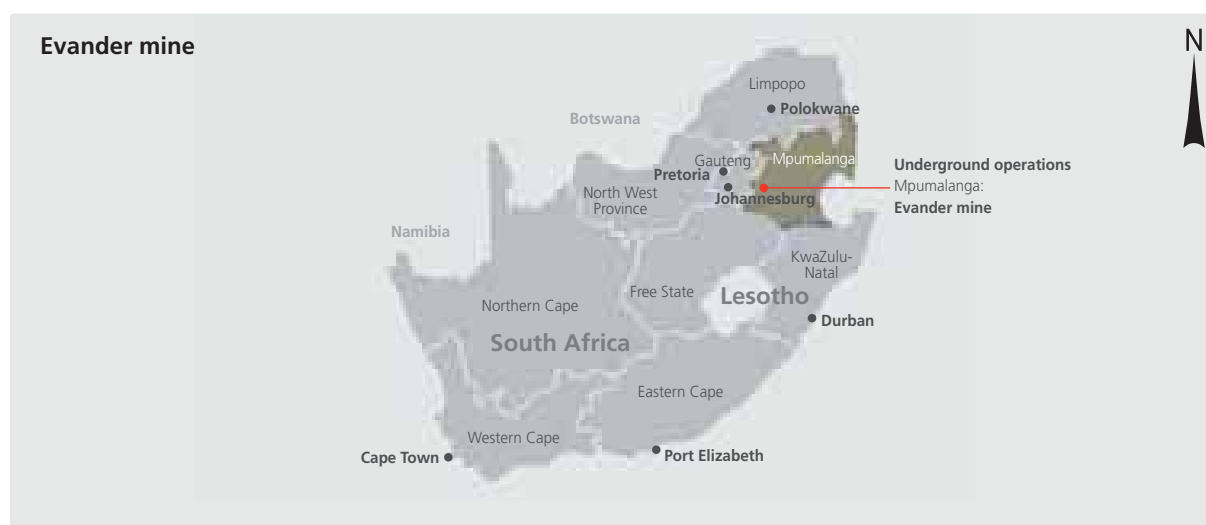 Evander mine
N
Limpopo
Polokwane
Botswana
Gauteng
Mpumalanga
Pretoria
Underground operations
Mpumalanga:
Evander mine
North West
Province
Johannesburg
Namibia
KwaZulu-
Natal
Free State
Lesotho
Northern Cape
Durban
South Africa
Eastern Cape
Western Cape
Cape Town
Port Elizabeth